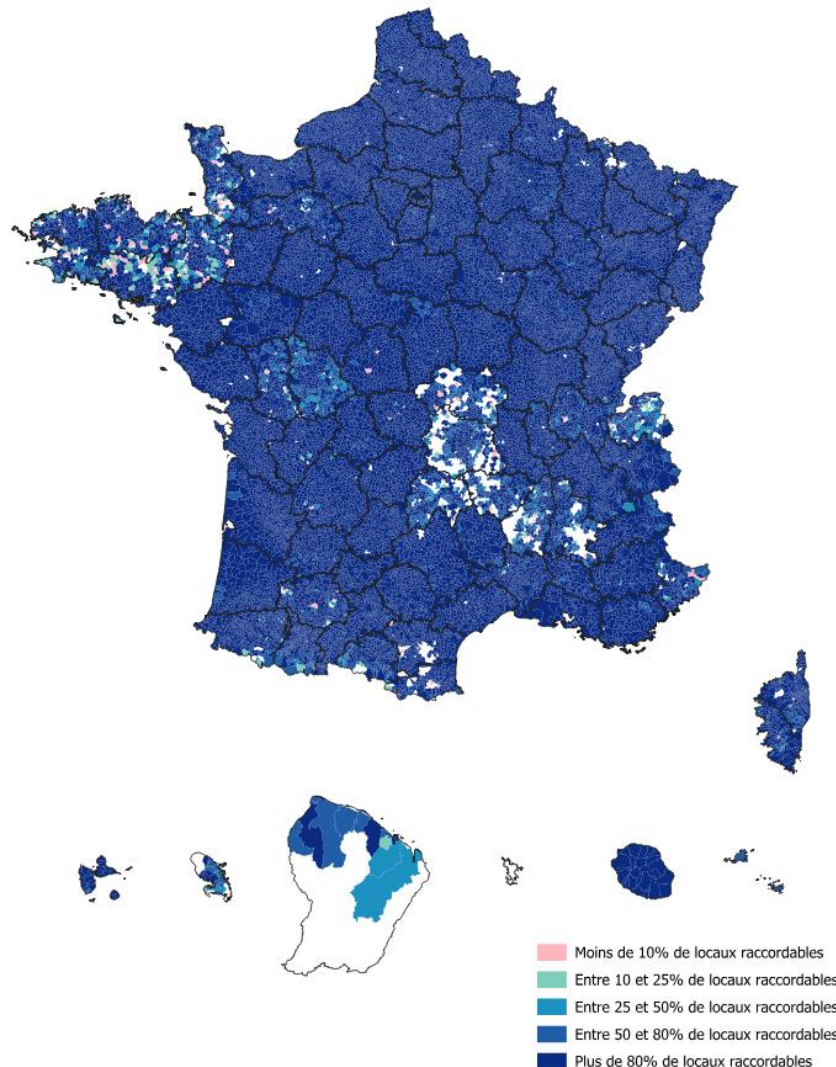 Moins de 10% de locaux raccordables
Entre 10 et 25% de locaux raccordables
Entre 25 et 50% de locaux raccordables
Entre 50 et 80% de locaux raccordables
Plus de 80% de locaux raccordables